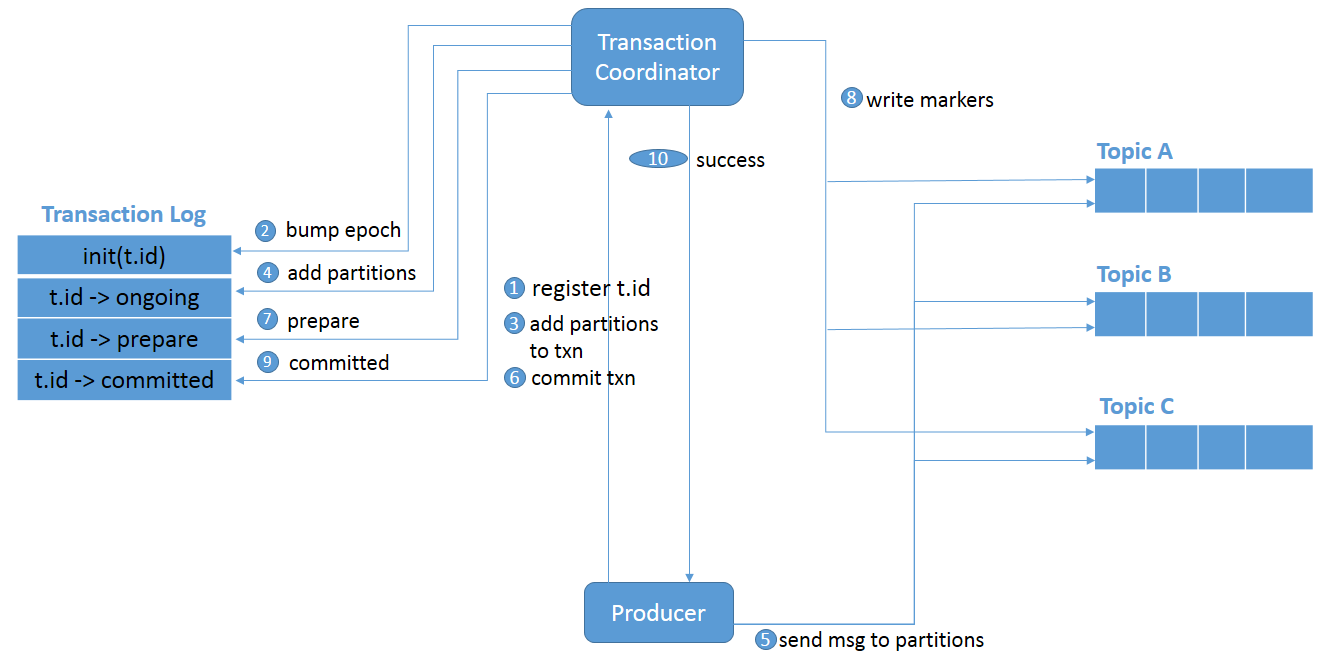 Transaction
Coordinator
8 write markers
10 success
Topic A
Transaction Log
2 bump epoch
init(t.id)
4 add partitions
Topic B
1 register t.id
t.id -> ongoing
7 prepare
3 add partitions
to txn
t.id -> prepare
9 committed
6 commit txn
t.id -> committed
Topic C
Producer
5 send msg to partitions